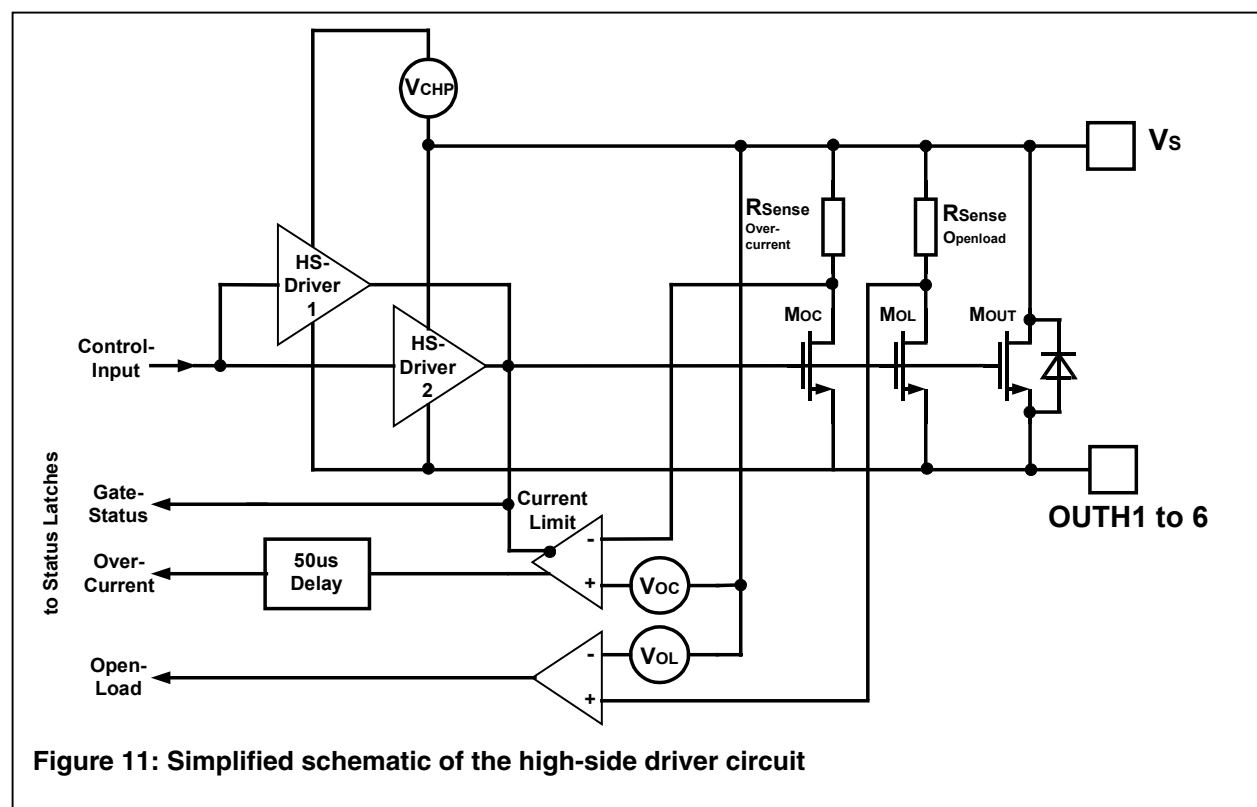 VCHP
VS
RSense
Over-
current
RSense
Openload
HS-
Driver
1
MOC
MOL
MOUT
HS-
Driver
2
Control-
Input
to Status Latches
Gate-
Status
Current
Limit
OUTH1 to 6
-
+
Over-
Current
50us
Delay
VOC
VOL
-
+
Open-
Load
Figure 11: Simplified schematic of the high-side driver circuit